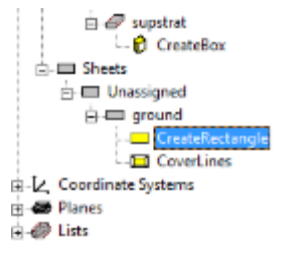 supstrat
CreateBox
Sheets
Unassigned
ground
CreateRectangle
CoverLines
Coordinate Systems
Planes
Lists